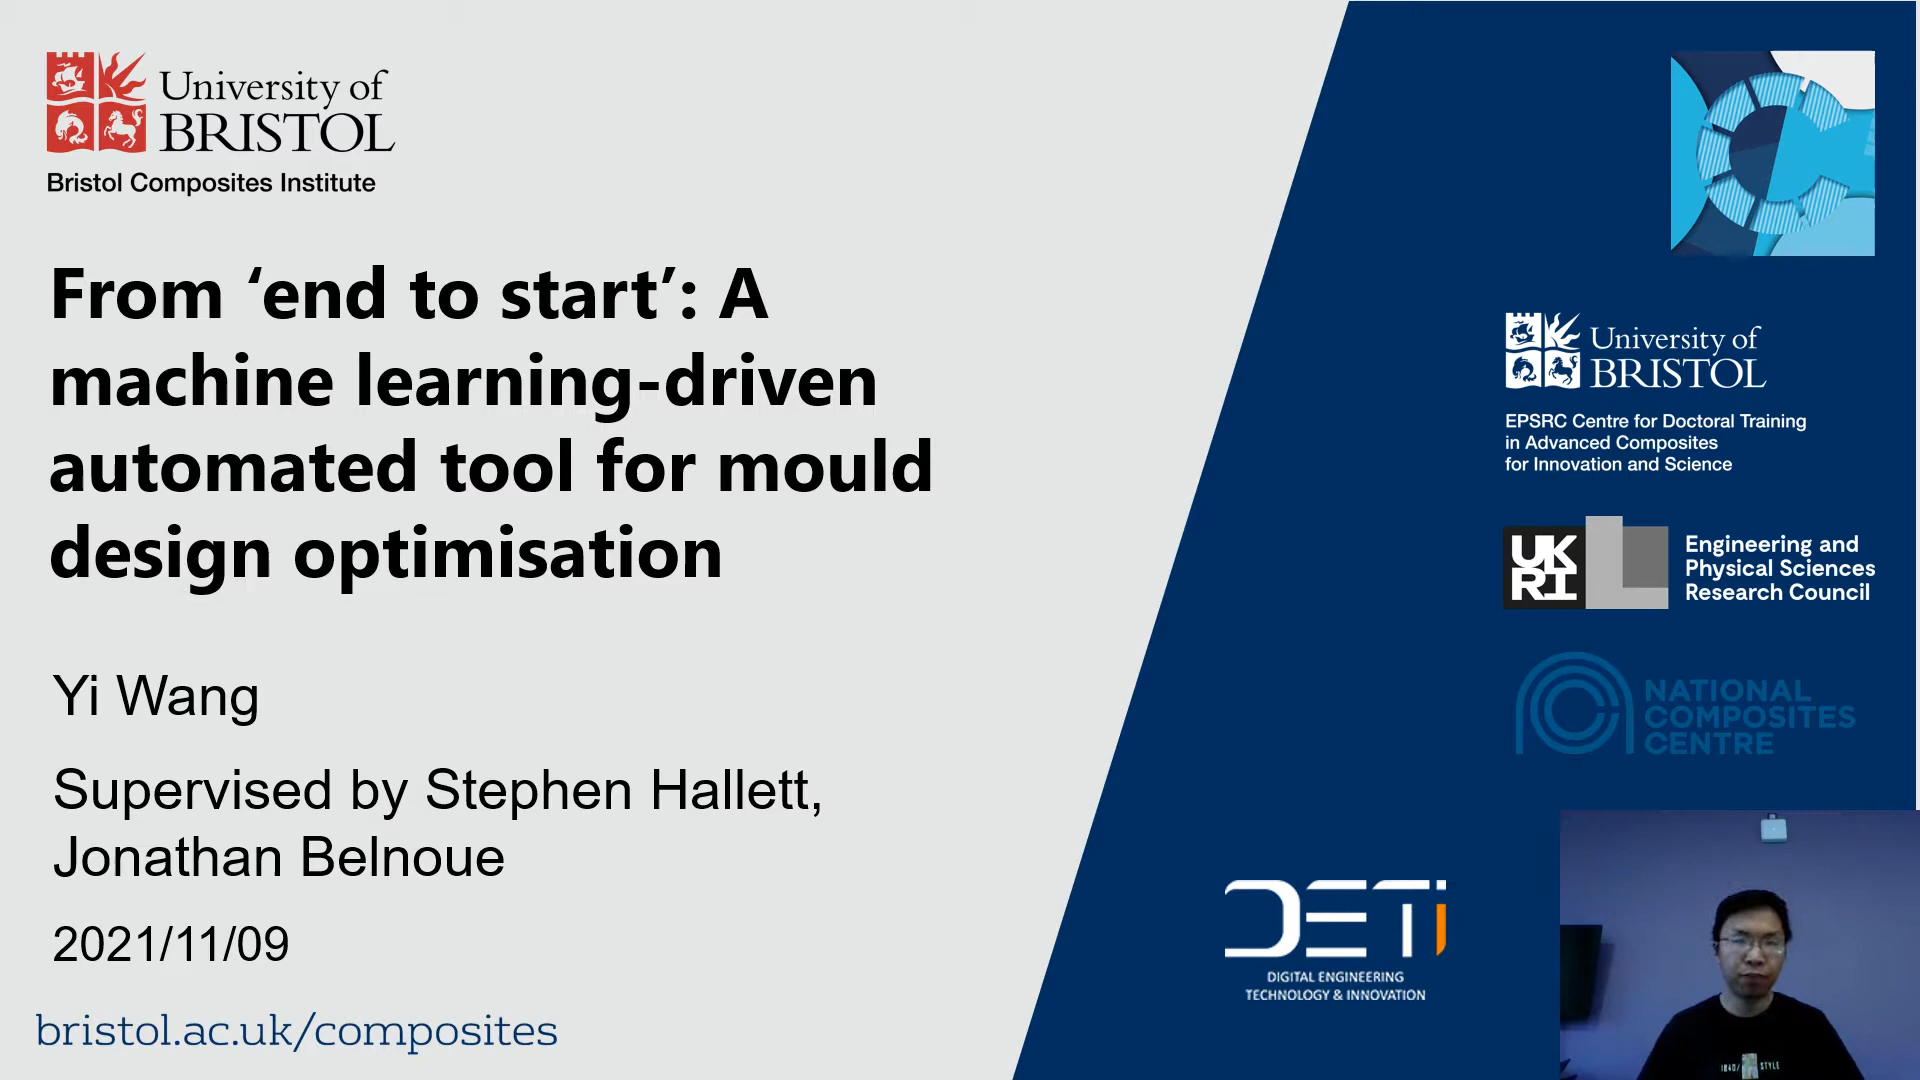 University of
BRISTOL
Bristol Composites Institute
From ‘end to start’: A
machine learning-driven
automated tool for mould
design optimisation
Yi Wang
Supervised by Stephen Hallett,
Jonathan Belnoue
2021/11/09
bristol.ac.uk/composites
University of
BRISTOL
EPSRC Centre for Doctoral Training
in Advanced Composites
for Innovation and Science
UK
RI
Engineering and
Physical Sciences
Research Council
NATIONAL
COMPOSITES
CENTRE
DETi
DIGITAL ENGINEERING
TECHNOLOGY & INNOVATION
STYLE